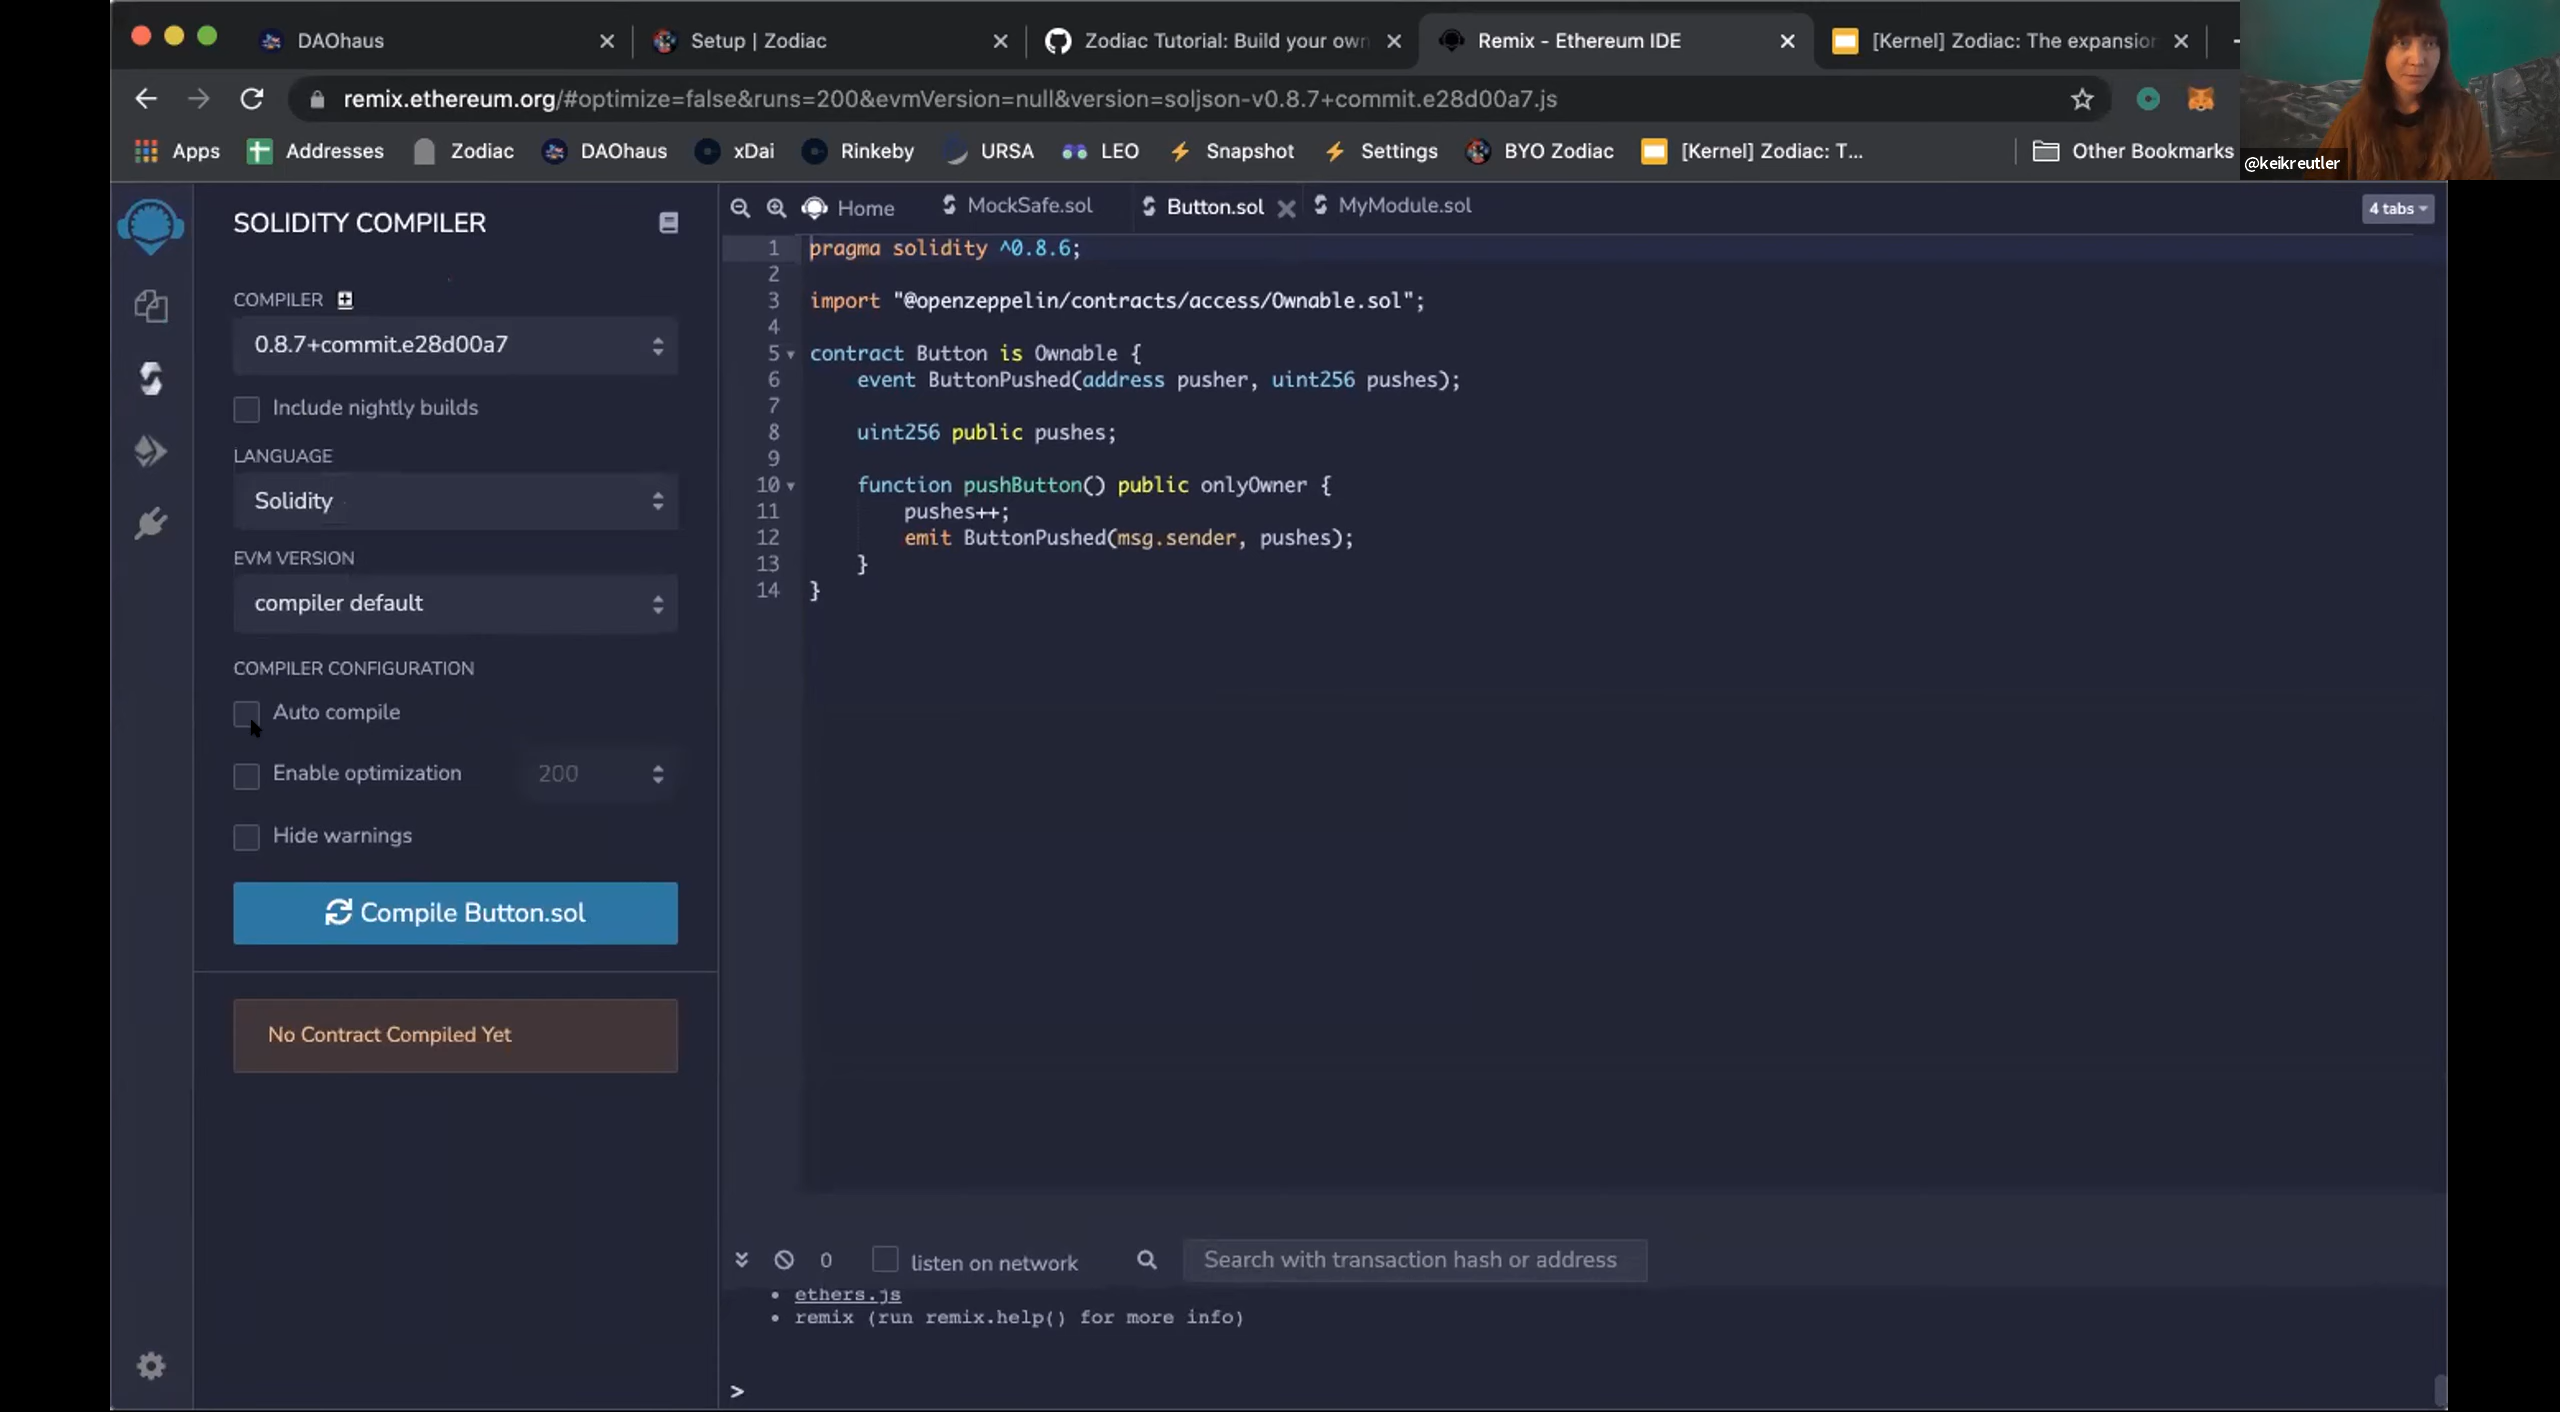 DAOhaus
Setup | Zodiac
Zodiac Tutorial: Build your own
Remix - Ethereum IDE
[Kernel] Zodiac: The expansion
remix.ethereum.org/#optimize=false&runs=200&evmVersion=null&version=soljson-v0.8.7+commit.e28d00a7.js
Apps Addresses Zodiac DAOhaus xDai Rinkeby URSA LEO Snapshot Settings BYO Zodiac [Kernel] Zodiac: T... Other Bookmarks
@keikreutler
SOLIDITY COMPILER
COMPILER
0.8.7+commit.e28d00a7
Include nightly builds
LANGUAGE
Solidity
EVM VERSION
compiler default
COMPILER CONFIGURATION
Auto compile
Enable optimization 200
Hide warnings
Compile Button.sol
No Contract Compiled Yet
Home MockSafe.sol Button.sol MyModule.sol 4 tabs
1 pragma solidity ^0.8.6;
2
3 import "@openzeppelin/contracts/access/Ownable.sol";
4
5 contract Button is Ownable {
6 event ButtonPushed(address pusher, uint256 pushes);
7
8 uint256 public pushes;
9
10 function pushButton() public onlyOwner {
11 pushes++;
12 emit ButtonPushed(msg.sender, pushes);
13 }
14 }
0 listen on network Search with transaction hash or address
• ethers.js
• remix (run remix.help() for more info)
>